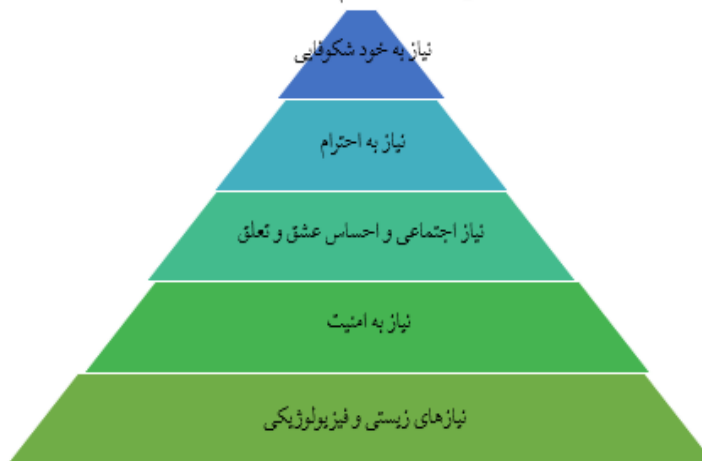 نیاز به خود شکوفایی
نیاز به احترام
نیاز اجتماعی و احساس عشق و تعلق
نیاز به امنیت
نیازهای زیستی و فیزیولوژیکی